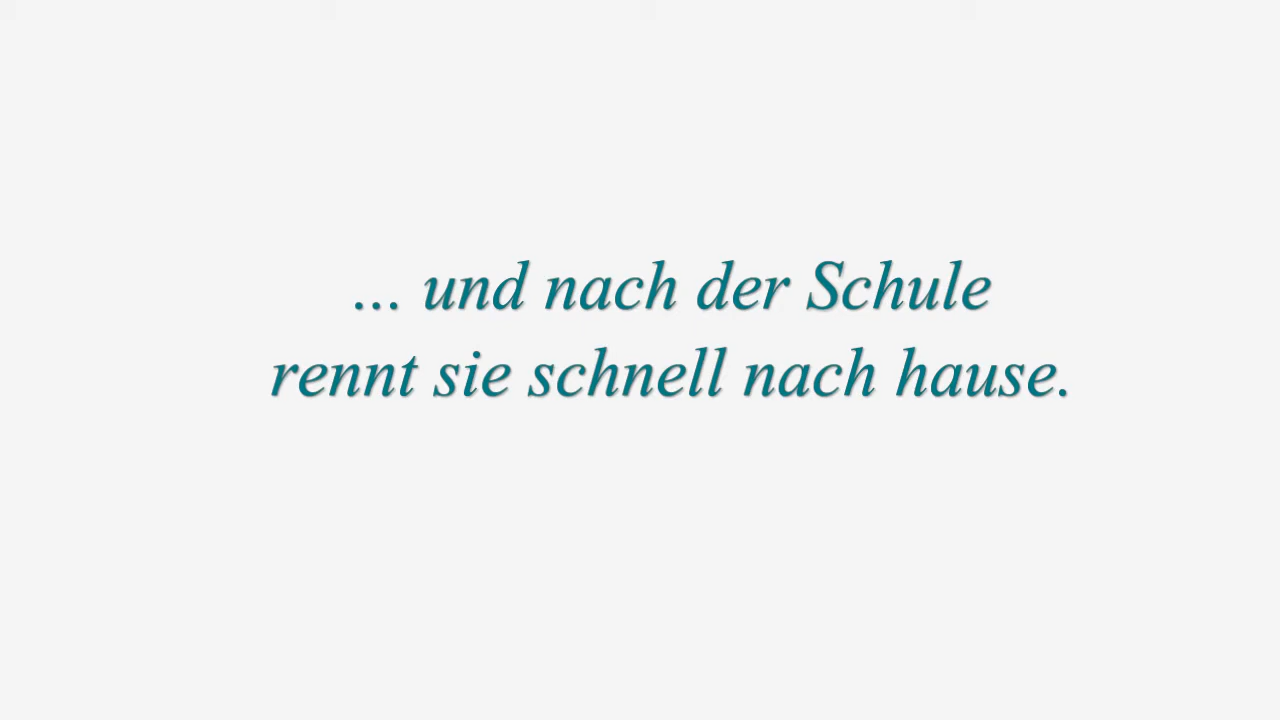 ... und nach der Schule
rennt sie schnell nach hause.